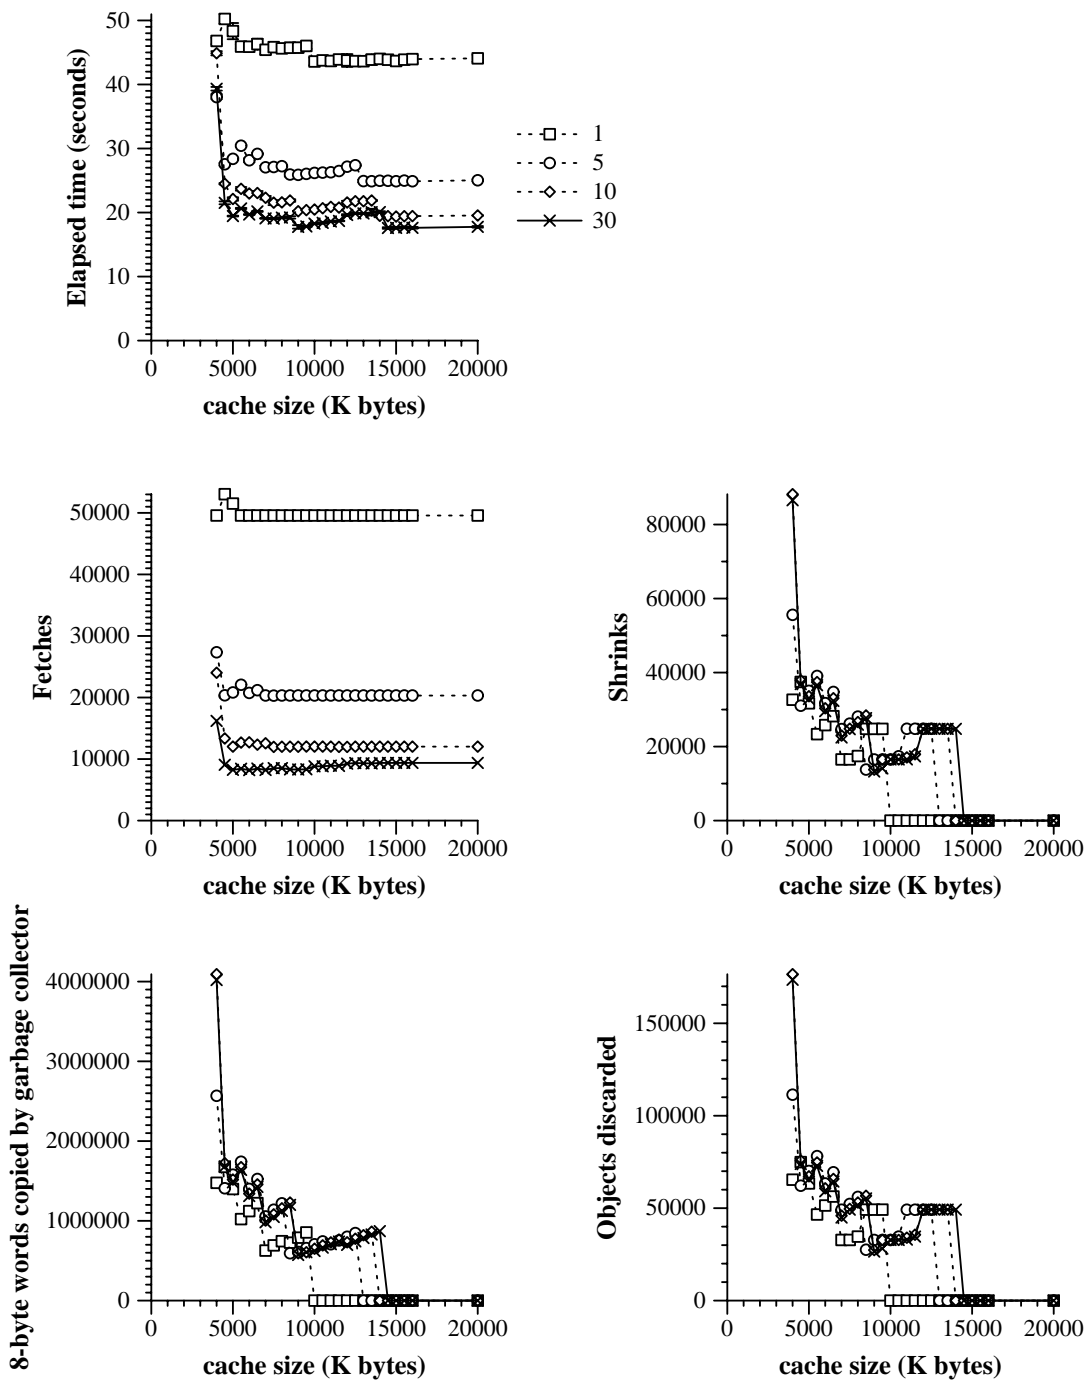 50
40
30
20
10
0
Elapsed time (seconds)
0 5000 10000 15000 20000
cache size (K bytes)
1
5
10
30
50000
40000
30000
20000
10000
0
Fetches
0 5000 10000 15000 20000
cache size (K bytes)
80000
60000
40000
20000
0
Shrinks
0 5000 10000 15000 20000
cache size (K bytes)
4000000
3000000
2000000
1000000
0
8-byte words copied by garbage collector
0 5000 10000 15000 20000
cache size (K bytes)
150000
100000
50000
0
Objects discarded
0 5000 10000 15000 20000
cache size (K bytes)